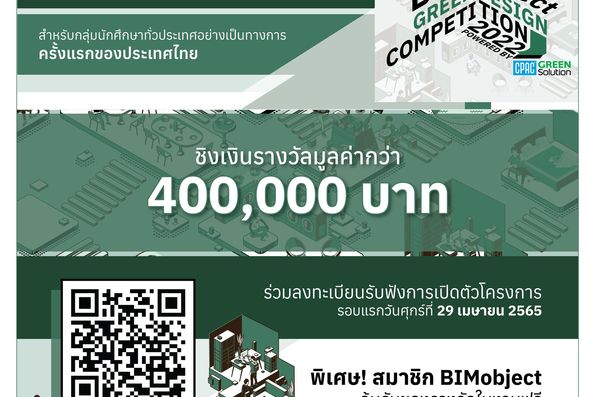 GREEN DESIGN
COMPETITION
2022
POWERED BY
CPAC GREEN
Solution
สำหรับกลุ่มนักศึกษาทั่วประเทศอย่างเป็นทางการ
ครั้งแรกของประเทศไทย
ชิงเงินรางวัลมูลค่ากว่า
400,000 บาท
ร่วมลงทะเบียนรับฟังการเปิดตัวโครงการ
รอบแรกวันศุกร์ที่ 29 เมษายน 2565
พิเศษ! สมาชิก BIMobject